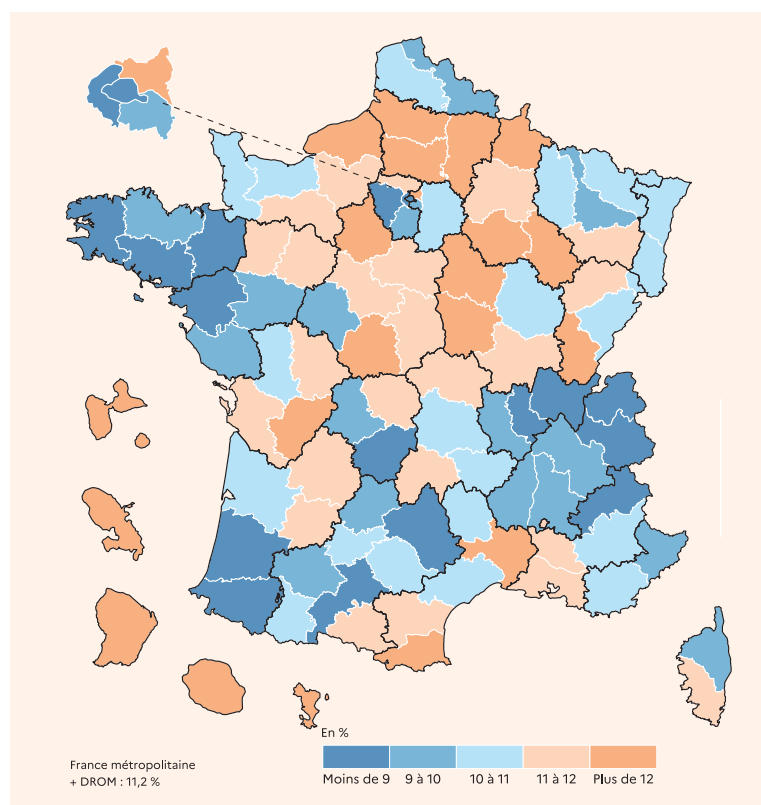 En %
Moins de 9
9 à 10
10 à 11
11 à 12
Plus de 12
France métropolitaine
+ DROM : 11,2 %